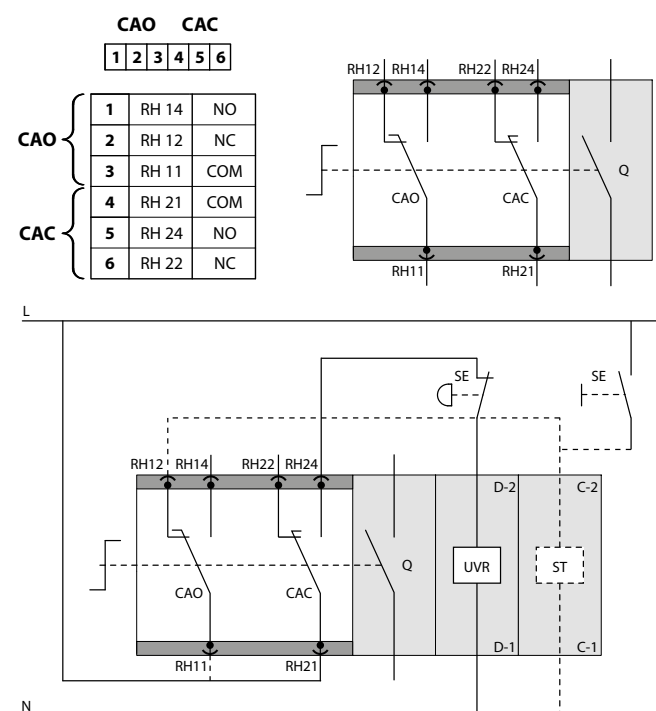 CAO CAC
1 2 3 4 5 6
CAO
1 RH 14 NO
2 RH 12 NC
3 RH 11 COM
CAC
4 RH 21 COM
5 RH 24 NO
6 RH 22 NC
RH12 RH14 RH22 RH24
CAO CAC Q
RH11 RH21
L
SE SE
RH12 RH14 RH22 RH24
D-2 C-2
Q UVR ST
CAO CAC
D-1 C-1
RH11 RH21
N